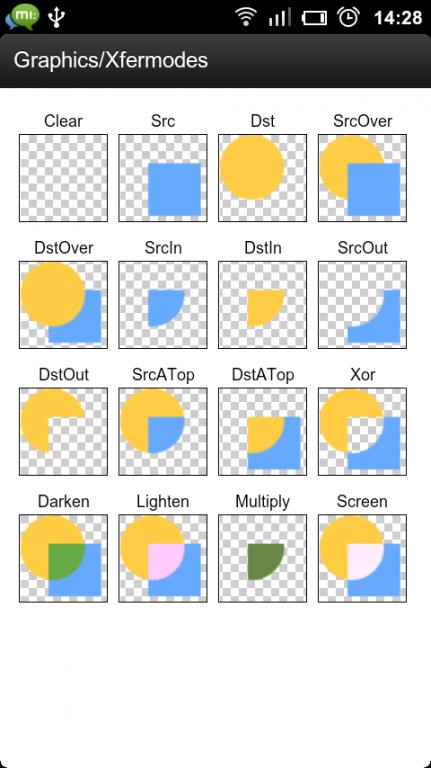 mi:
14:28
Graphics/Xfermodes
Clear Src Dst SrcOver
DstOver SrcIn DstIn SrcOut
DstOut SrcATop DstATop Xor
Darken Lighten Multiply Screen